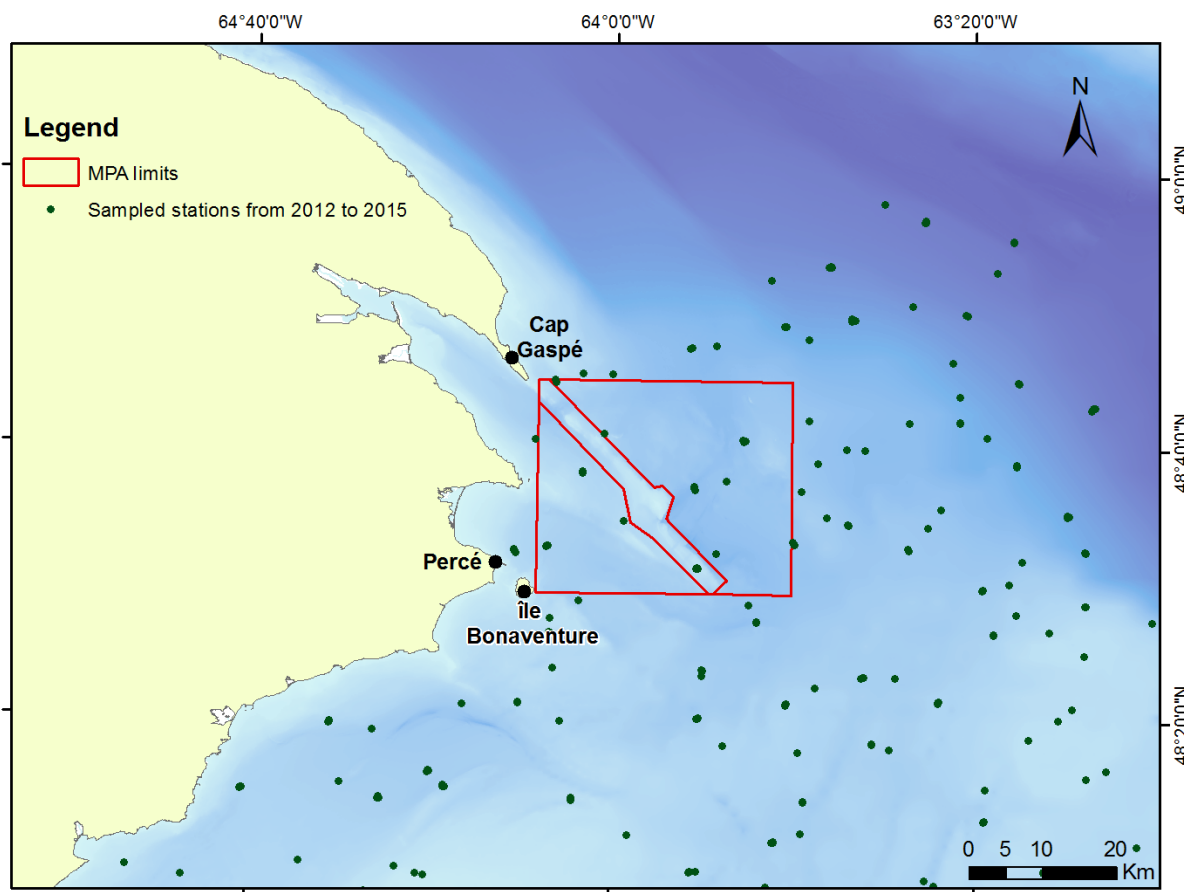 64°40'0"W 64°0'0"W 63°20'0"W
Legend
MPA limits
Sampled stations from 2012 to 2015
N
49°0'0"N
Cap
Gaspé
48°40'0"N
Percé
île
Bonaventure
48°20'0"N
0 5 10 20
Km